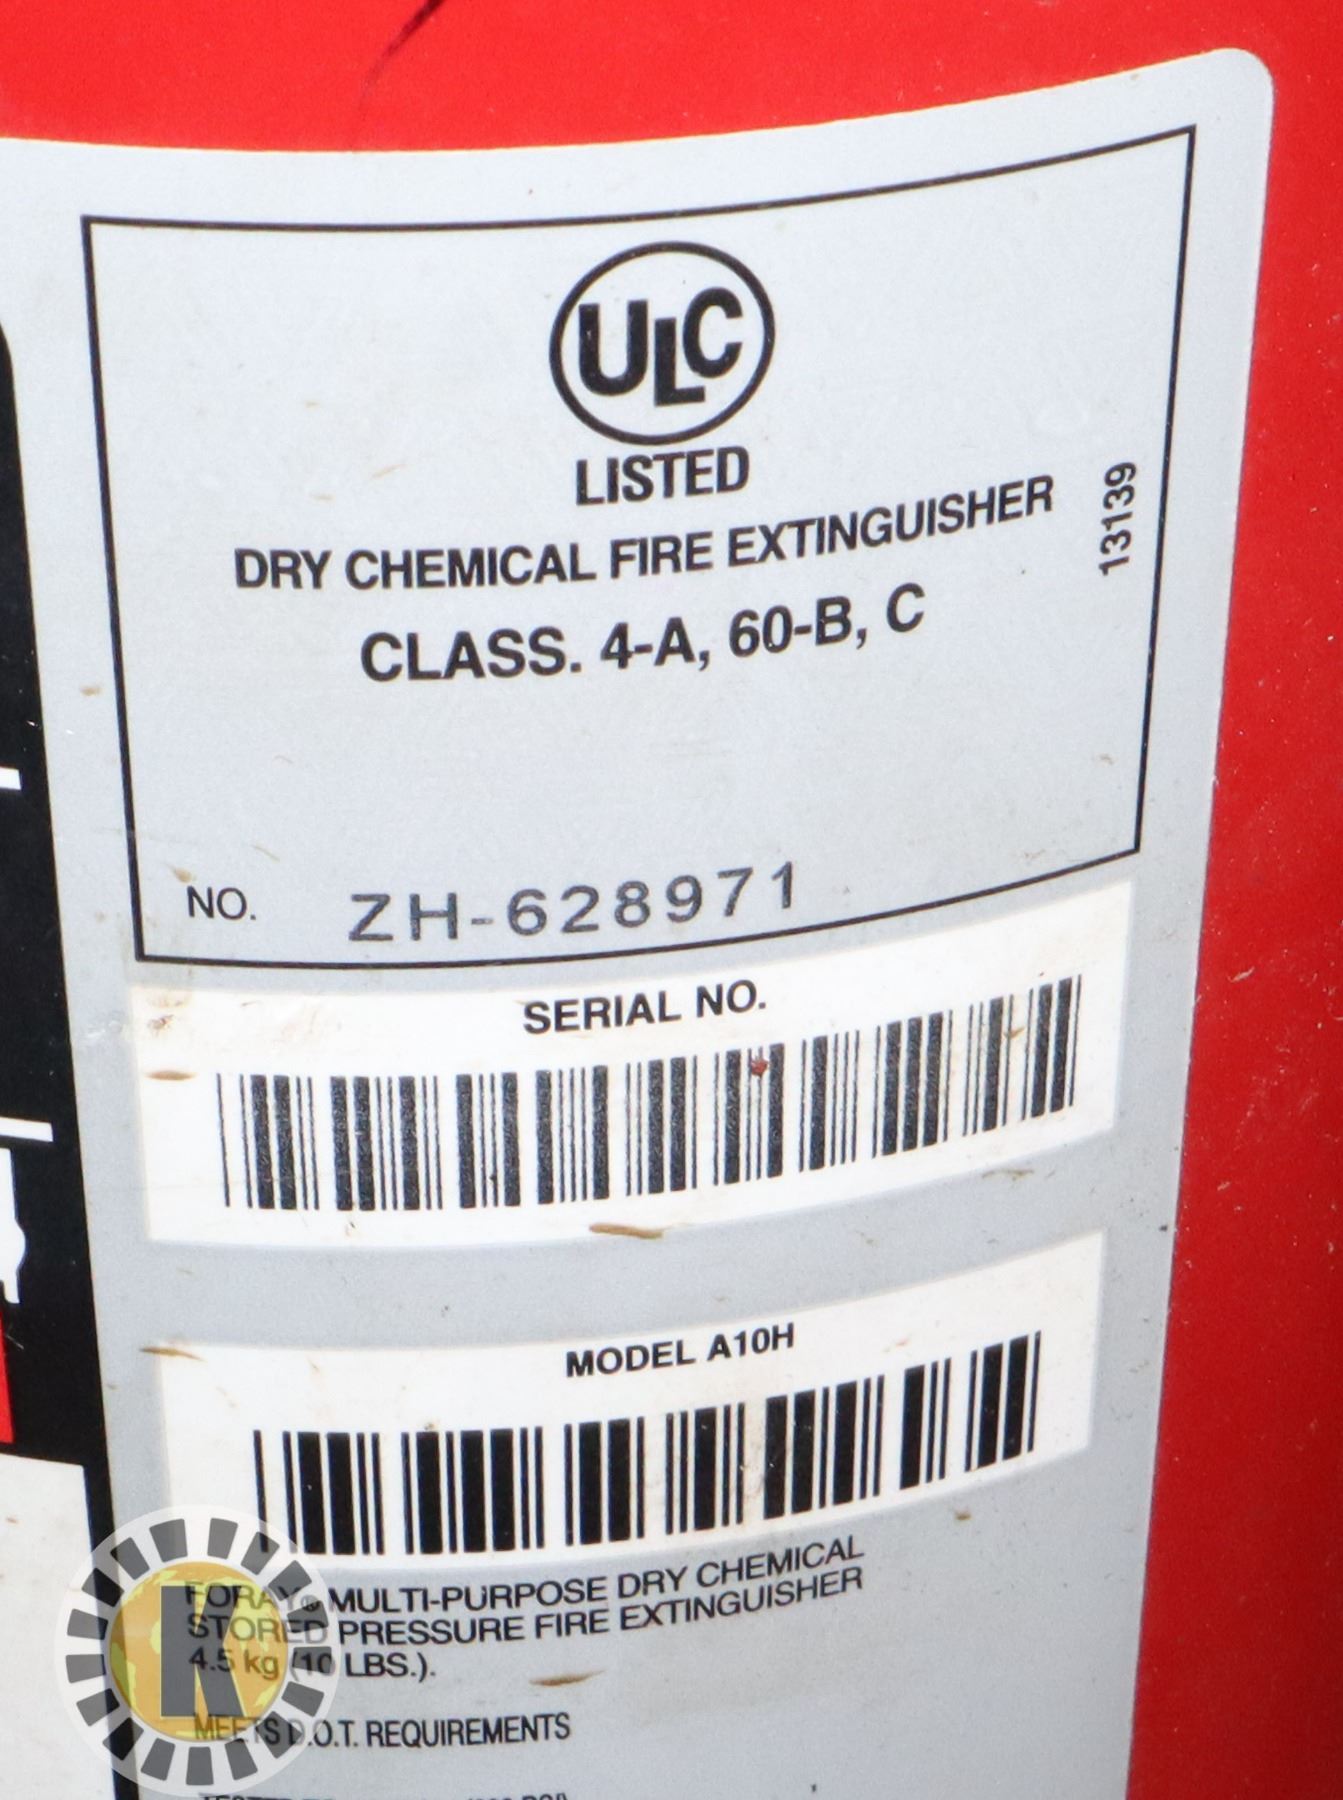 ULC
LISTED
DRY CHEMICAL FIRE EXTINGUISHER
CLASS. 4-A, 60-B, C
13139
NO. ZH-628971
SERIAL NO.
MODEL A10H
FORAY® MULTI-PURPOSE DRY CHEMICAL
STORED PRESSURE FIRE EXTINGUISHER
4.5 kg (10 LBS.).
MEETS D.O.T. REQUIREMENTS
K